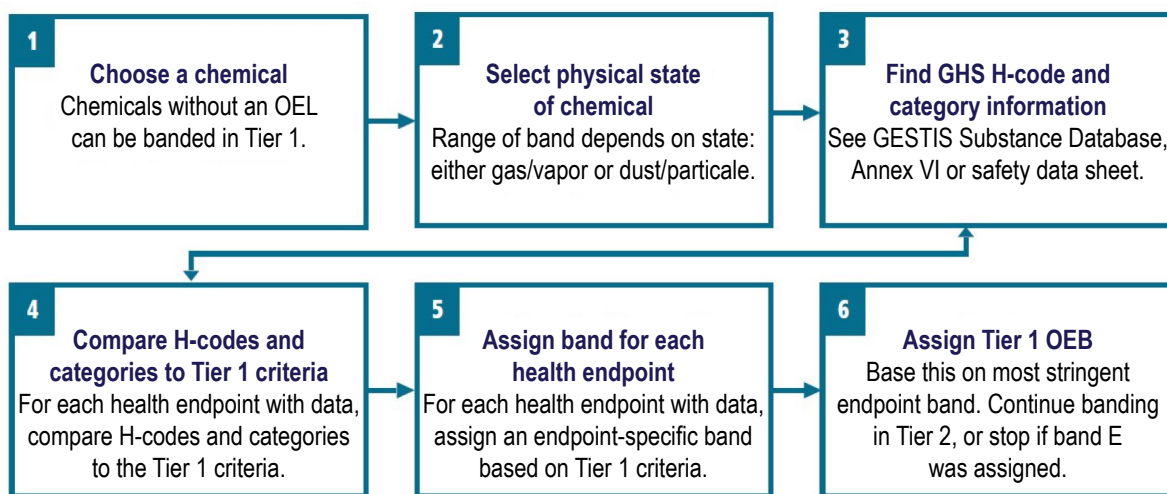 1
Choose a chemical
Chemicals without an OEL
can be banded in Tier 1.
2
Select physical state
of chemical
Range of band depends on state:
either gas/vapor or dust/particale.
3
Find GHS H-code and
category information
See GESTIS Substance Database,
Annex VI or safety data sheet.
4
Compare H-codes and
categories to Tier 1 criteria
For each health endpoint with data,
compare H-codes and categories
to the Tier 1 criteria.
5
Assign band for each
health endpoint
For each health endpoint with data,
assign an endpoint-specific band
based on Tier 1 criteria.
6
Assign Tier 1 OEB
Base this on most stringent
endpoint band. Continue banding
in Tier 2, or stop if band E
was assigned.